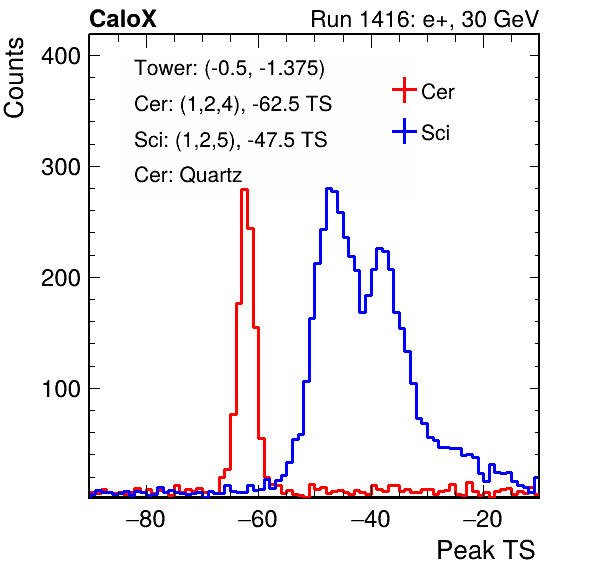 CaloX Run 1416: e+, 30 GeV
Counts
400
300
200
100
Tower: (-0.5, -1.375)
Cer: (1,2,4), -62.5 TS
Sci: (1,2,5), -47.5 TS
Cer: Quartz
Cer
Sci
−80 −60 −40 −20
Peak TS